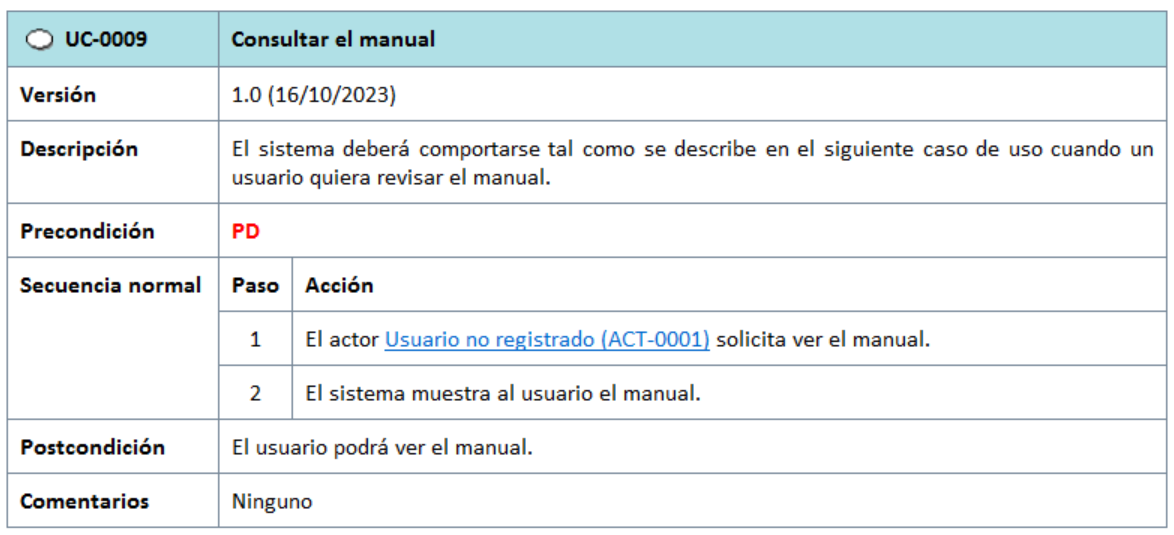 UC-0009 Consultar el manual
Versión 1.0 (16/10/2023)
Descripción El sistema deberá comportarse tal como se describe en el siguiente caso de uso cuando un
usuario quiera revisar el manual.
Precondición PD
Secuencia normal Paso Acción
1 El actor Usuario no registrado (ACT-0001) solicita ver el manual.
2 El sistema muestra al usuario el manual.
Postcondición El usuario podrá ver el manual.
Comentarios Ninguno